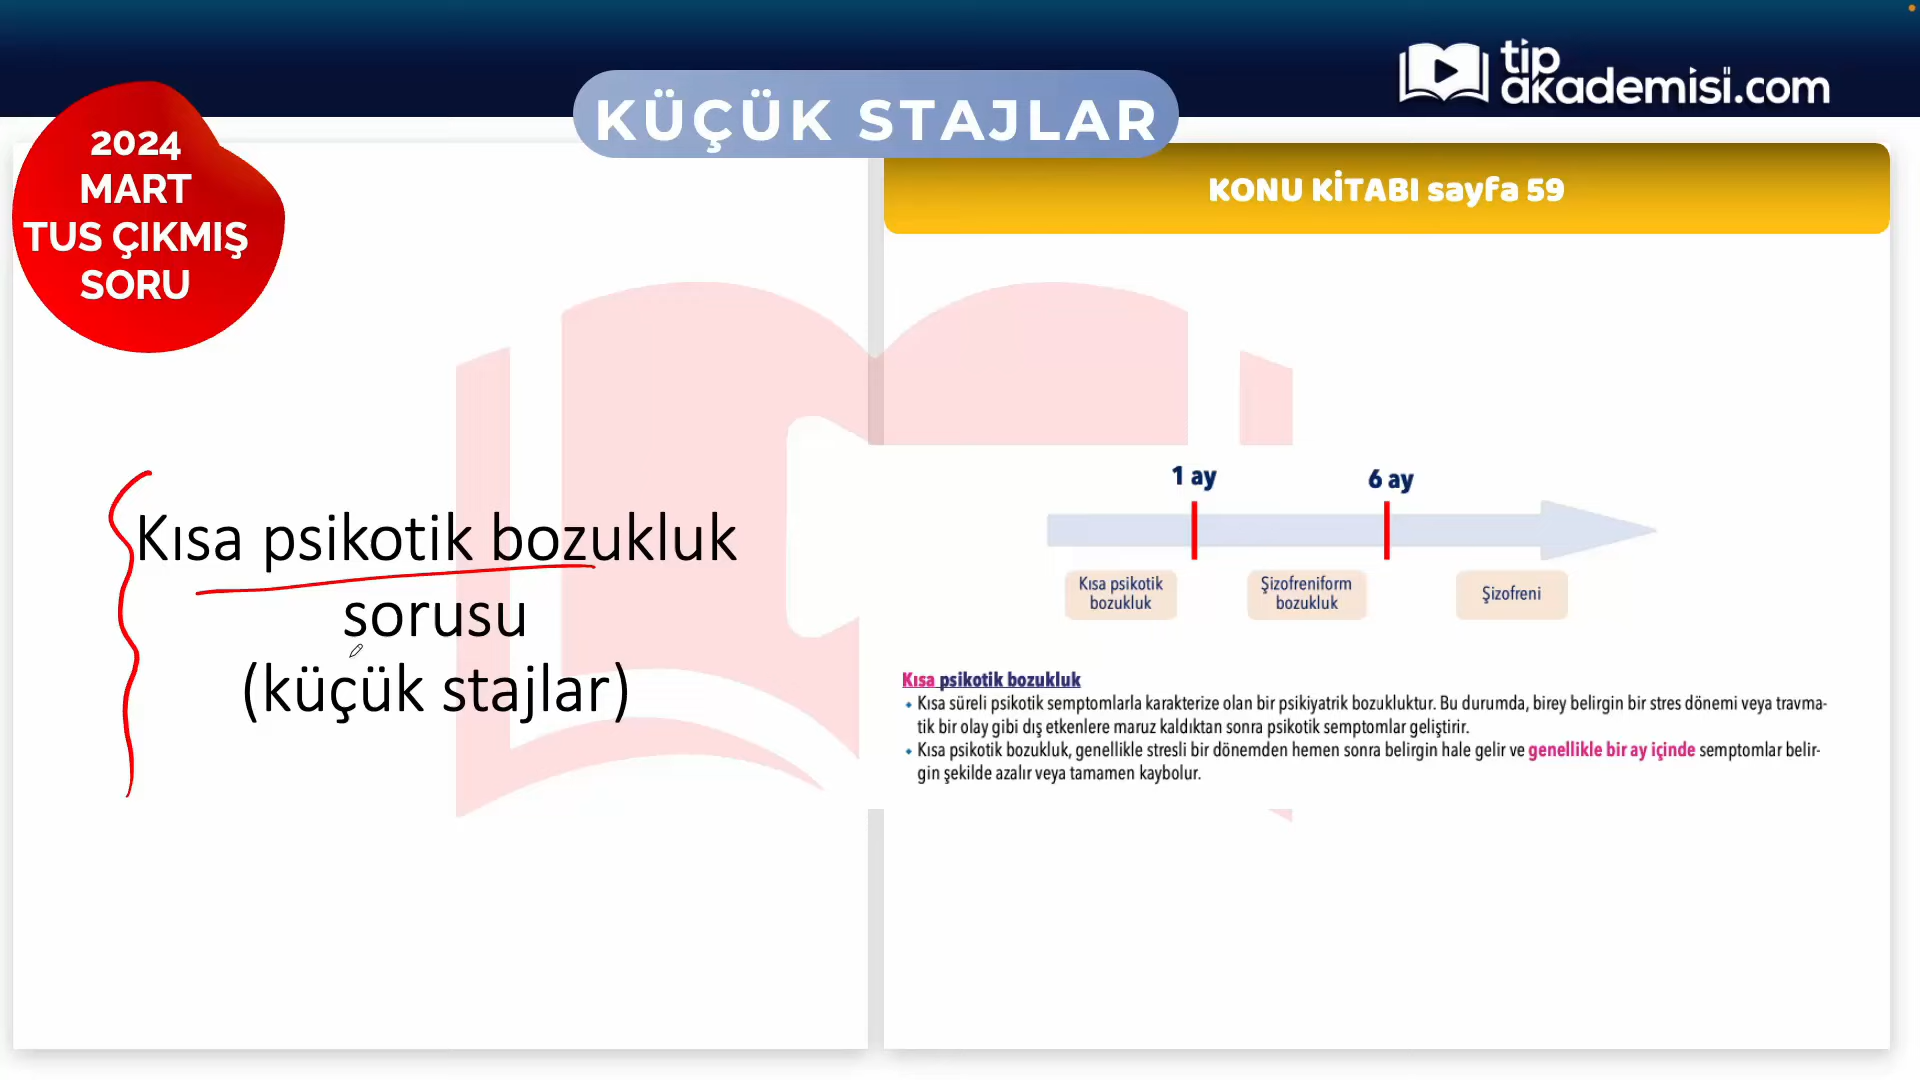 tıp
akademisi.com
KÜÇÜK STAJLAR
2024
MART
TUS ÇIKMIŞ
SORU
KONU KİTABI sayfa 59
Kısa psikotik bozukluk
sorusu
(küçük stajlar)
1 ay
6 ay
Kısa psikotik
bozukluk
Şizofreniform
bozukluk
Şizofreni
Kısa psikotik bozukluk
• Kısa süreli psikotik semptomlarla karakterize olan bir psikiyatrik bozukluktur. Bu durumda, birey belirgin bir stres dönemi veya travma-
tik bir olay gibi dış etkenlere maruz kaldıktan sonra psikotik semptomlar geliştirir.
• Kısa psikotik bozukluk, genellikle stresli bir dönemden hemen sonra belirgin hale gelir ve genellikle bir ay içinde semptomlar belir-
gin şekilde azalır veya tamamen kaybolur.